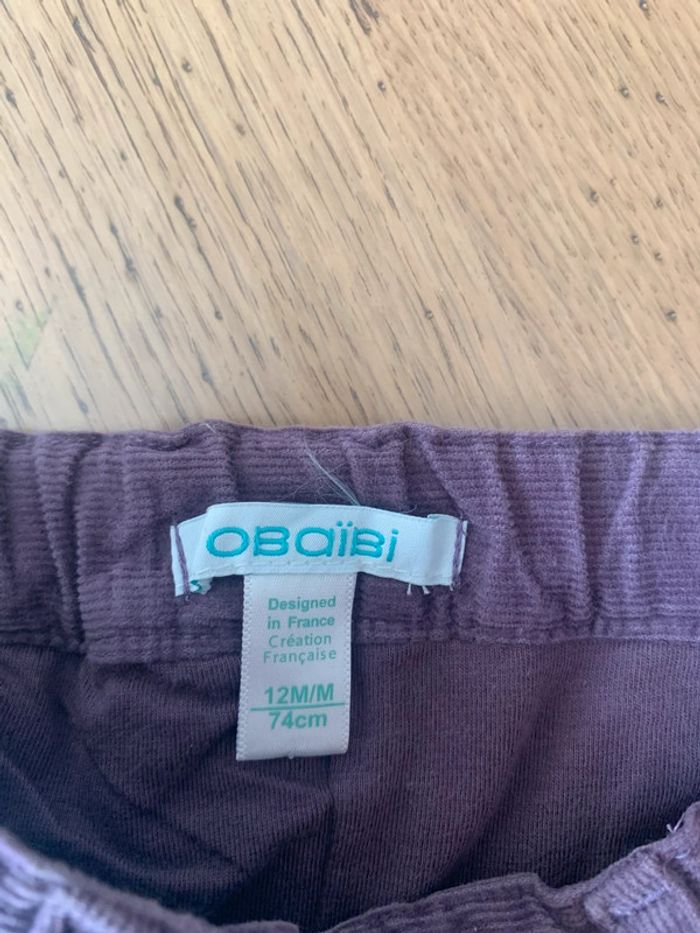 obaïbi
Designed
in France
Création
Française
12M/M
74cm